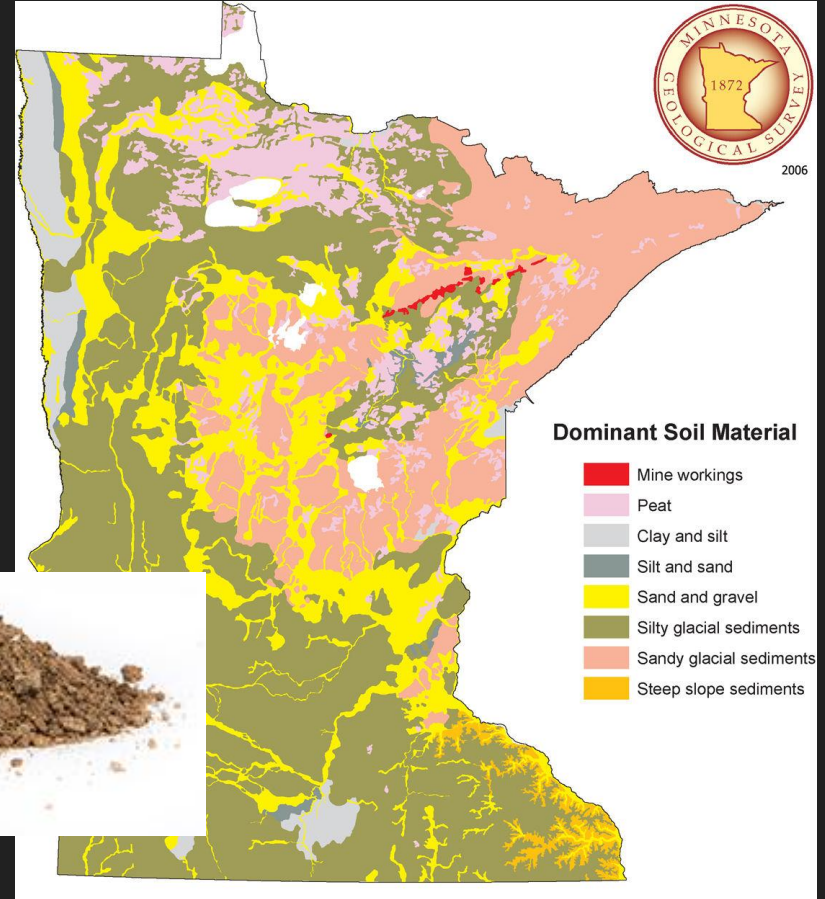 MINNESOTA
1872
GEOLOGICAL SURVEY
2006
Dominant Soil Material
Mine workings
Peat
Clay and silt
Silt and sand
Sand and gravel
Silty glacial sediments
Sandy glacial sediments
Steep slope sediments